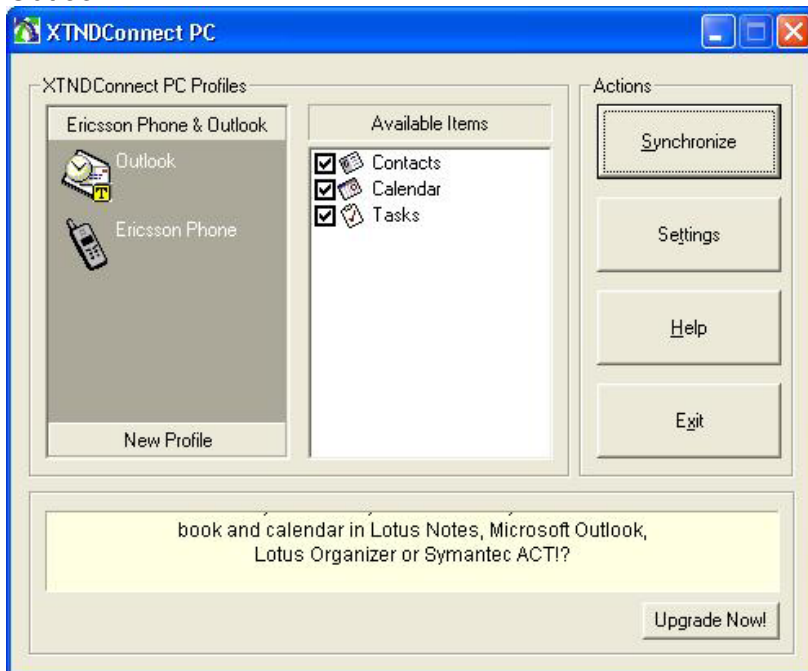 XTNDConnect PC
XTNDConnect PC Profiles
Ericsson Phone & Outlook
Outlook
T
Ericsson Phone
New Profile
Available Items
Contacts
Calendar
Tasks
Actions
Synchronize
Settings
Help
Exit
book and calendar in Lotus Notes, Microsoft Outlook,
Lotus Organizer or Symantec ACT!?
Upgrade Now!